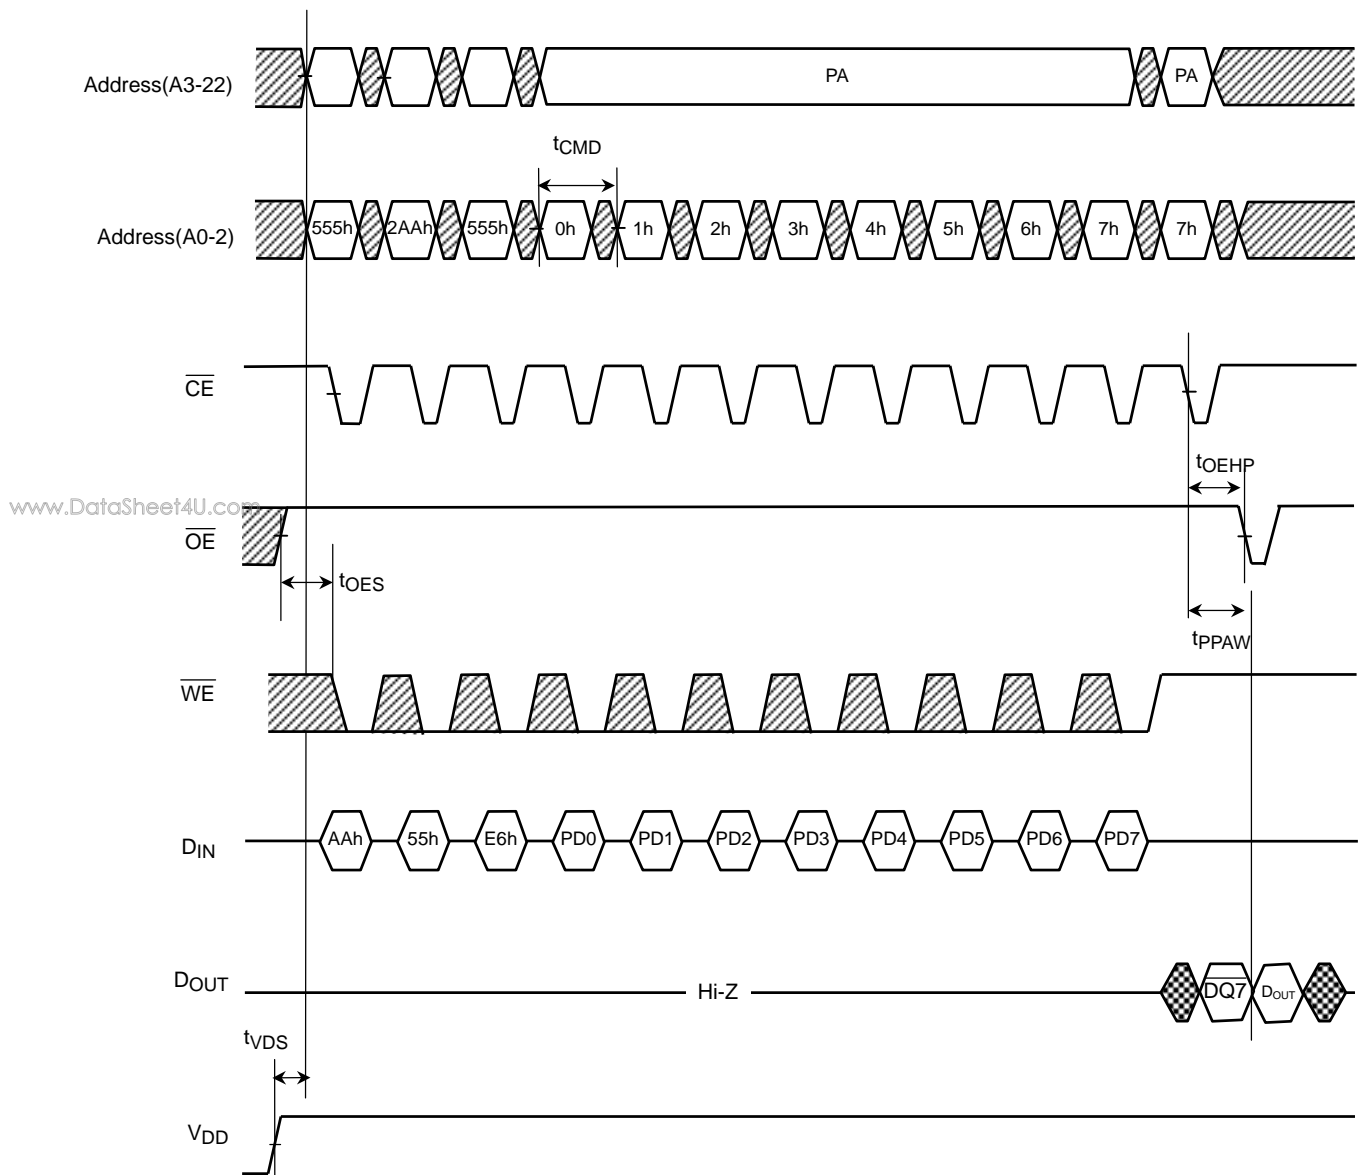 Address(A3-22)
PA
PA
tCMD
Address(A0-2)
555h 2AAh 555h 0h 1h 2h 3h 4h 5h 6h 7h 7h
CE
tOEHP
www.DataSheet4U.com
OE
tOES
tPPAW
WE
DIN
AAh 55h E6h PD0 PD1 PD2 PD3 PD4 PD5 PD6 PD7
DOUT
Hi-Z
DQ7
DOUT
tVDS
VDD